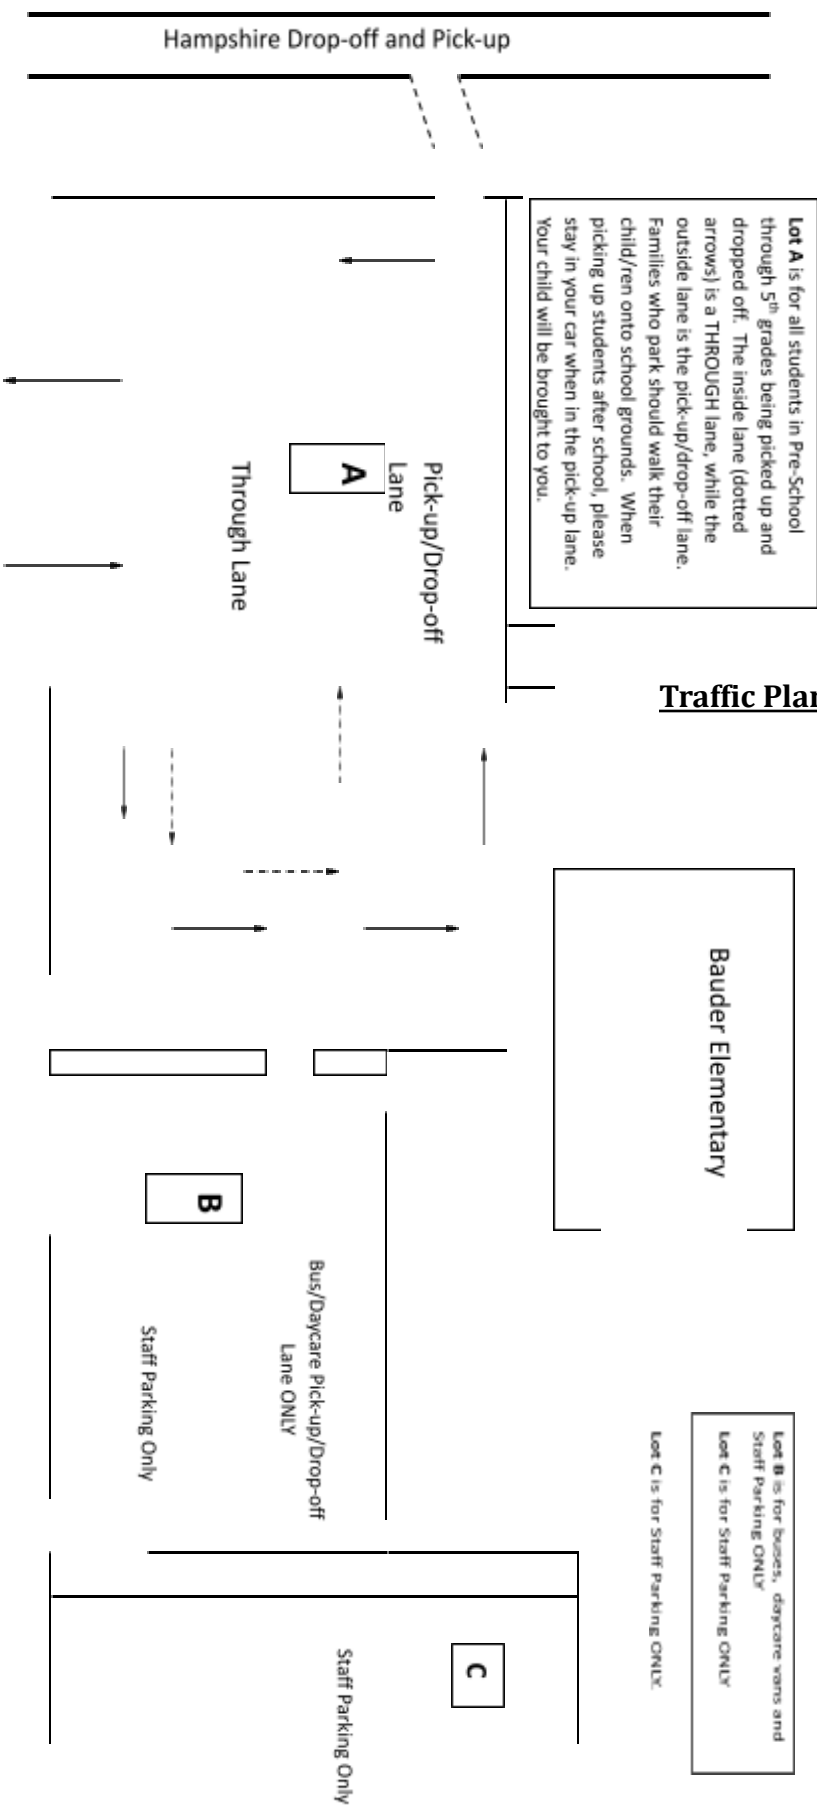 Hampshire Drop-off and Pick-up
Lot A is for all students in Pre-School
through 5th grades being picked up and
dropped off. The inside lane (dotted
arrows) is a THROUGH lane, while the
outside lane is the pick-up/drop-off lane.
Families who park should walk their
child/ren onto school grounds. When
picking up students after school, please
stay in your car when in the pick-up lane.
Your child will be brought to you.
Pick-up/Drop-off
Lane
A
Through Lane
Traffic Plan
Bauder Elementary
B
Bus/Daycare Pick-up/Drop-off
Lane ONLY
Staff Parking Only
Lot B is for buses, daycare vans and
Staff Parking ONLY
Lot C is for Staff Parking ONLY
Lot C is for Staff Parking ONLY.
C
Staff Parking Only